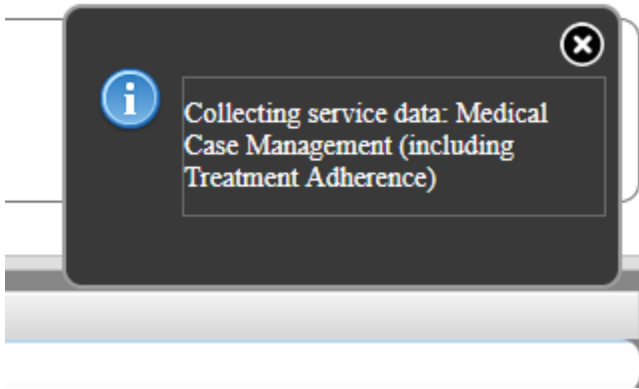 Collecting service data: Medical
Case Management (including
Treatment Adherence)